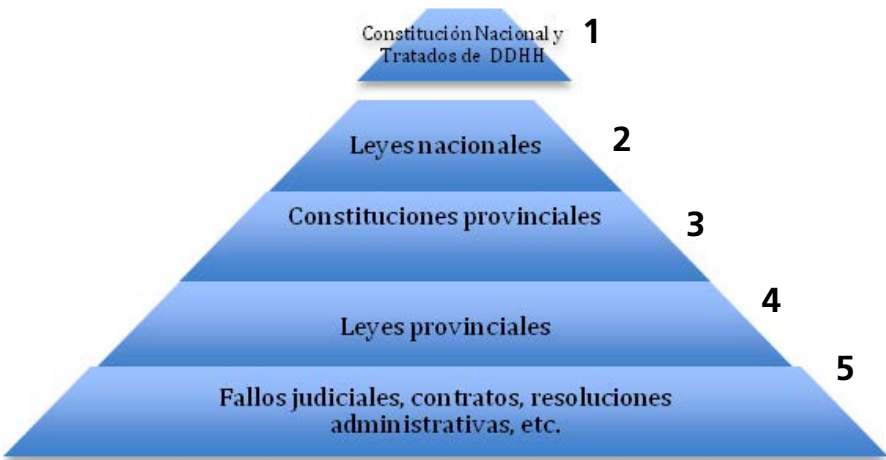 Constitución Nacional y 1
Tratados de DDHH
Leyes nacionales 2
Constituciones provinciales 3
Leyes provinciales 4
5
Fallos judiciales, contratos, resoluciones
administrativas, etc.